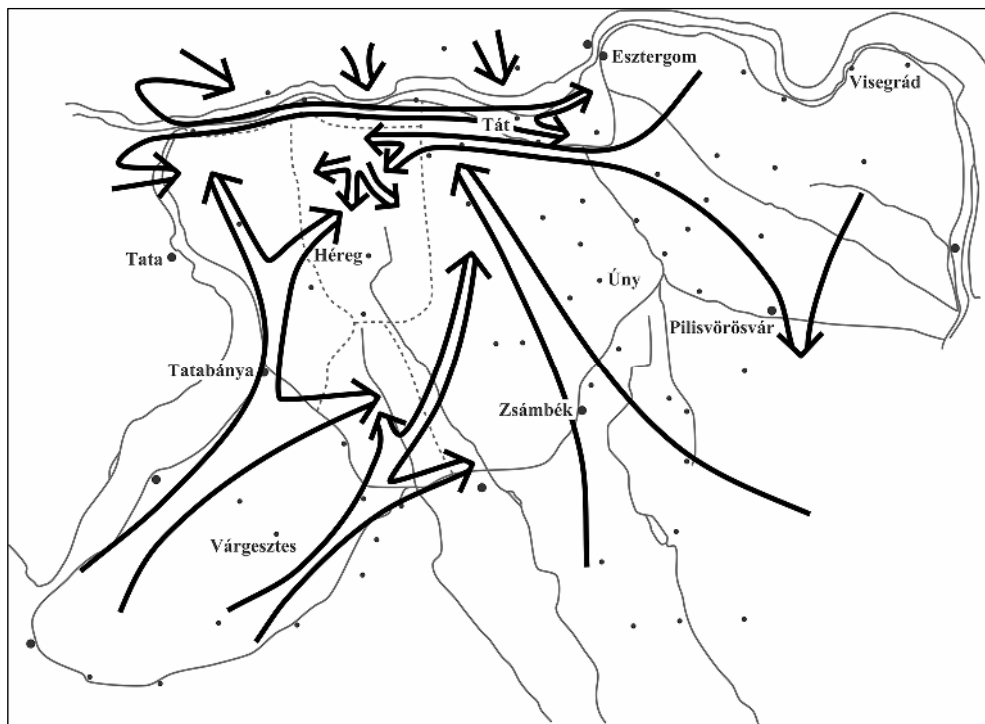 Esztergom
Visegrád
Tát
Tata
Héreg
Úny
Pilisvörösvár
Tatabánya
Zsámbék
Várgesztes